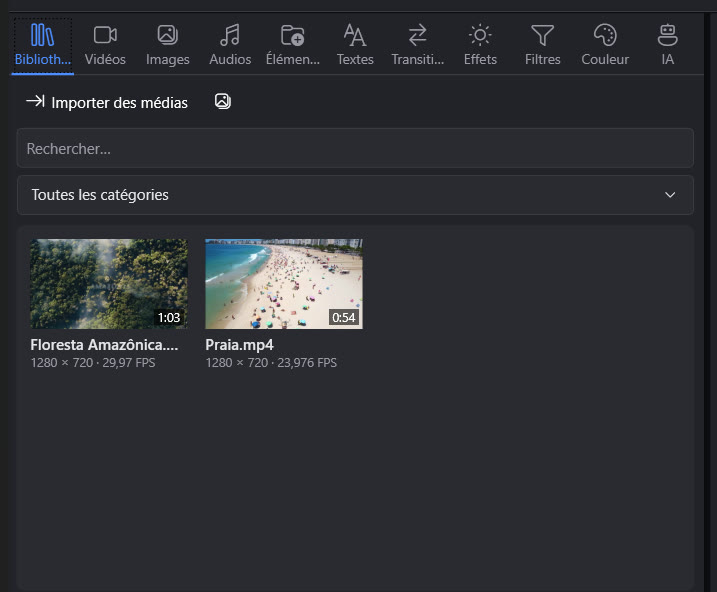 Biblioth...
Vidéos
Images
Audios
Élémen...
Textes
Transiti...
Effets
Filtres
Couleur
IA
Importer des médias
Rechercher...
Toutes les catégories
1:03
0:54
Floresta Amazônica....
Praia.mp4
1280 × 720 · 29,97 FPS
1280 × 720 · 23,976 FPS